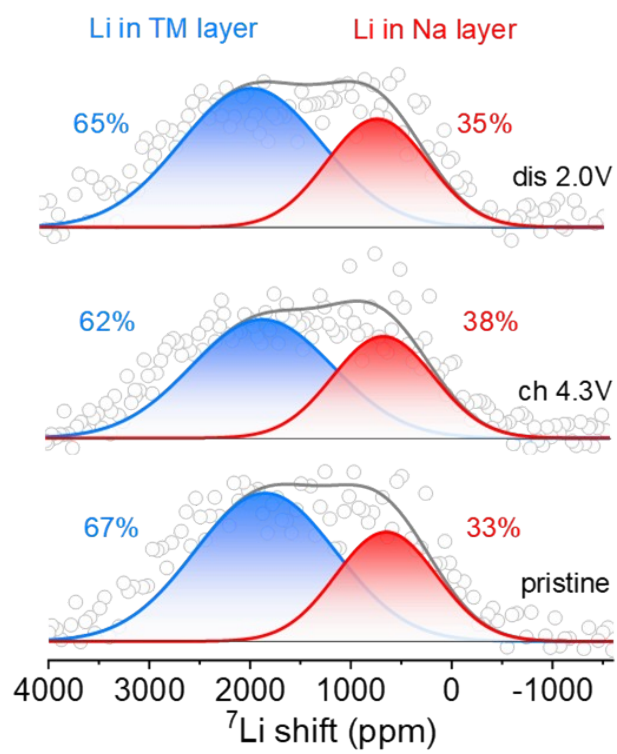 Li in TM layer Li in Na layer
65% 35%
dis 2.0V
62% 38%
ch 4.3V
67% 33%
pristine
4000 3000 2000 1000 0 -1000
⁷Li shift (ppm)